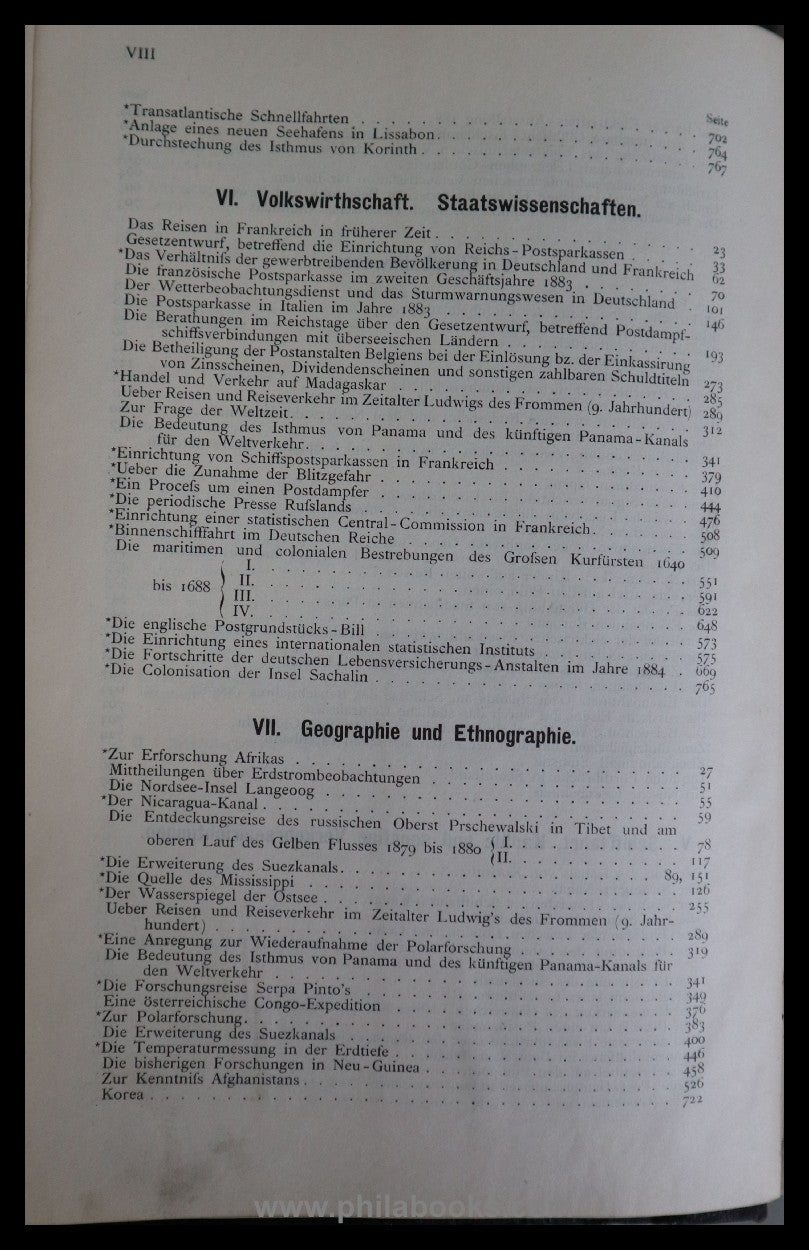 VIII
Seite
*Transatlantische Schnellfahrten . . . 702
*Anlage eines neuen Seehafens in Lissabon . . . 764
*Durchstechung des Isthmus von Korinth . . . 767
VI. Volkswirthschaft. Staatswissenschaften.
Das Reisen in Frankreich in früherer Zeit . . . 23
Gesetzentwurf, betreffend die Einrichtung von Reichs-Postsparkassen . . . 33
*Das Verhältniſs der gewerbtreibenden Bevölkerung in Deutschland und Frankreich 62
Die französische Postsparkasse im zweiten Geschäftsjahre 1883 . . . 70
Der Wetterbeobachtungsdienst und das Sturmwarnungswesen in Deutschland . 101
Die Postsparkasse in Italien im Jahre 1883 . . . 146
Die Berathungen im Reichstage über den Gesetzentwurf, betreffend Postdampf-
schiffsverbindungen mit überseeischen Ländern . . . 193
Die Betheiligung der Postanstalten Belgiens bei der Einlösung bz. der Einkassirung
von Zinsscheinen, Dividendenscheinen und sonstigen zahlbaren Schuldtiteln 273
*Handel und Verkehr auf Madagaskar . . . 285
Ueber Reisen und Reiseverkehr im Zeitalter Ludwigs des Frommen (9. Jahrhundert) 289
Zur Frage der Weltzeit . . . 312
Die Bedeutung des Isthmus von Panama und des künftigen Panama-Kanals
für den Weltverkehr . . . 341
*Einrichtung von Schiffspostsparkassen in Frankreich . . . 379
*Ueber die Zunahme der Blitzgefahr . . . 410
*Ein Proceſs um einen Postdampfer . . . 444
*Die periodische Presse Ruſslands . . . 476
*Einrichtung einer statistischen Central-Commission in Frankreich . . . 508
*Binnenschifffahrt im Deutschen Reiche . . . 509
Die maritimen und colonialen Bestrebungen des Groſsen Kurfürsten 1640
bis 1688
I. . . . 551
II. . . . 591
III. . . . 622
IV. . . . 648
*Die englische Postgrundstücks-Bill . . . 573
*Die Einrichtung eines internationalen statistischen Instituts . . . 575
*Die Fortschritte der deutschen Lebensversicherungs-Anstalten im Jahre 1884 . 669
*Die Colonisation der Insel Sachalin . . . 765
VII. Geographie und Ethnographie.
*Zur Erforschung Afrikas . . . 27
Mittheilungen über Erdstrombeobachtungen . . . 51
Die Nordsee-Insel Langeoog . . . 55
*Der Nicaragua-Kanal . . . 59
Die Entdeckungsreise des russischen Oberst Prschewalski in Tibet und am
oberen Lauf des Gelben Flusses 1879 bis 1880
I. . . . 78
II. . . . 117
*Die Erweiterung des Suezkanals . . . 89, 151
*Die Quelle des Mississippi . . . 126
*Der Wasserspiegel der Ostsee . . . 255
Ueber Reisen und Reiseverkehr im Zeitalter Ludwig's des Frommen (9. Jahr-
hundert) . . . 289
*Eine Anregung zur Wiederaufnahme der Polarforschung . . . 319
Die Bedeutung des Isthmus von Panama und des künftigen Panama-Kanals für
den Weltverkehr . . . 341
*Die Forschungsreise Serpa Pinto's . . . 349
Eine österreichische Congo-Expedition . . . 376
*Zur Polarforschung . . . 383
Die Erweiterung des Suezkanals . . . 400
*Die Temperaturmessung in der Erdtiefe . . . 446
Die bisherigen Forschungen in Neu-Guinea . . . 458
Zur Kenntniſs Afghanistans . . . 526
Korea . . . 722